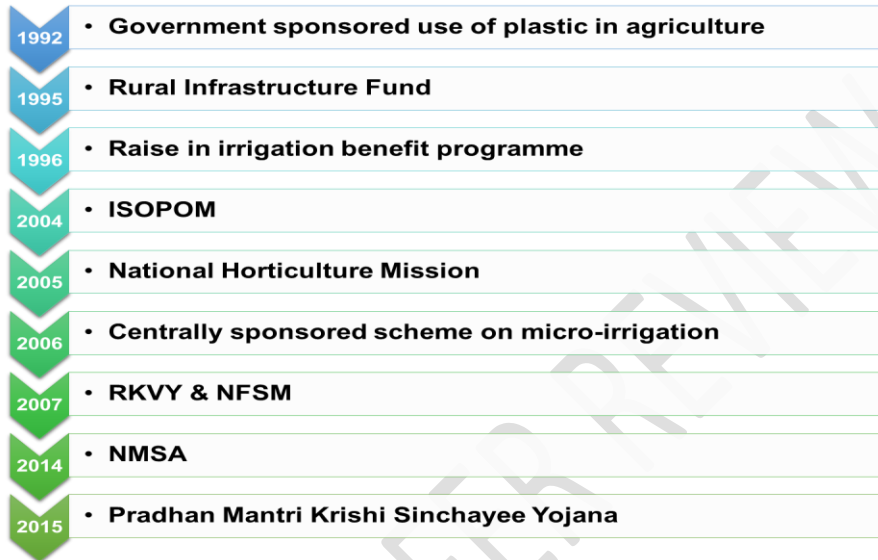 1992 • Government sponsored use of plastic in agriculture
1995 • Rural Infrastructure Fund
1996 • Raise in irrigation benefit programme
2004 • ISOPOM
2005 • National Horticulture Mission
2006 • Centrally sponsored scheme on micro-irrigation
2007 • RKVY & NFSM
2014 • NMSA
2015 • Pradhan Mantri Krishi Sinchayee Yojana
ER REVIEW